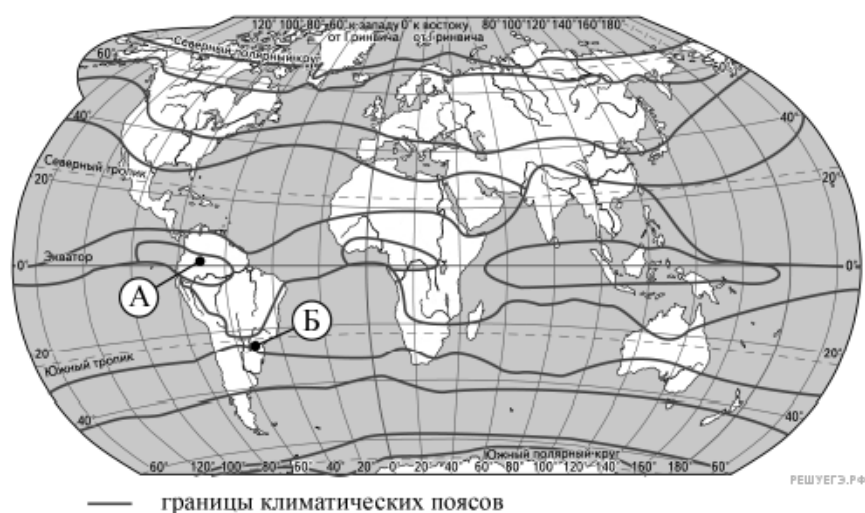 120° 100° 80° 60° к западу 0° к востоку 80° 100° 120° 140° 160° 180°
от Гринвича от Гринвича
Северный полярный круг
60° 60°
40° 40°
Северный тропик
20° 20°
Экватор
0° 0°
А
Б
20° 20°
Южный тропик
40° 40°
Южный полярный круг
60° 120° 100° 80° 60° 40° 20° 0° 20° 40° 60° 80° 100° 120° 140° 160° 180° 60°
РЕШУЕГЭ.РФ
границы климатических поясов